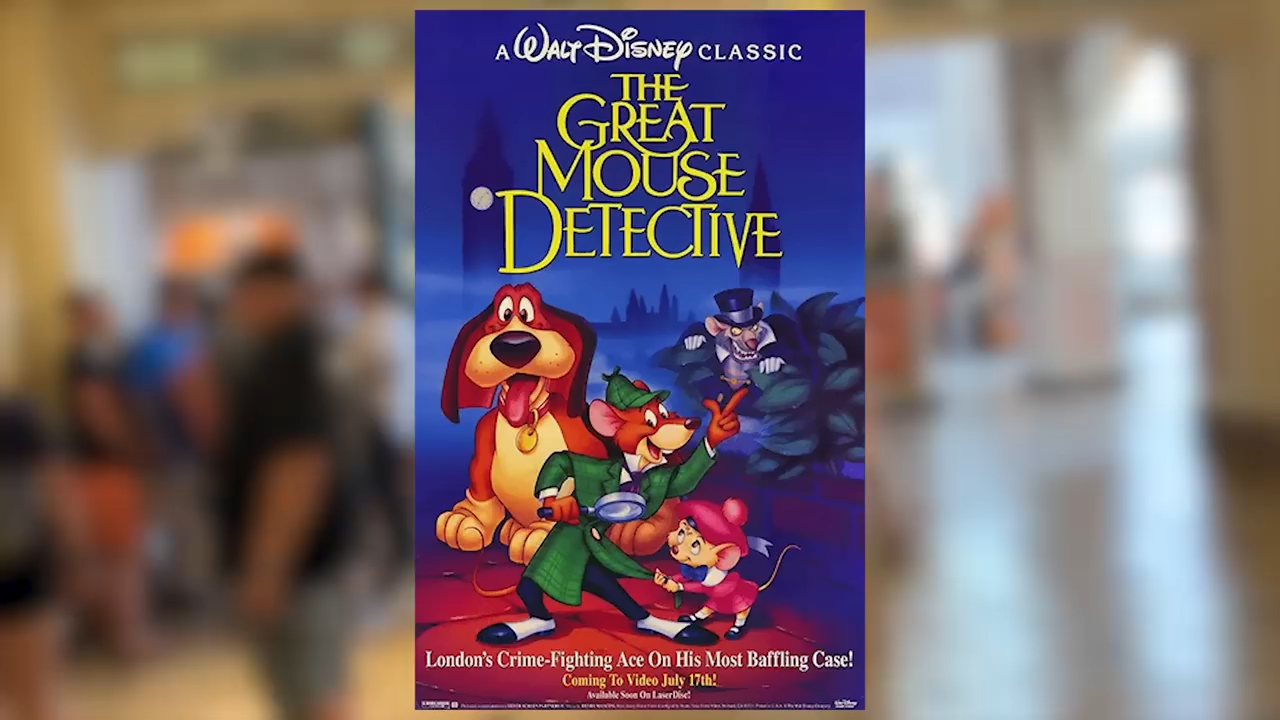 A WALT DISNEY CLASSIC
THE
GREAT
MOUSE
DETECTIVE
London's Crime-Fighting Ace On His Most Baffling Case!
Coming To Video July 17th!
Available Soon On LaserDisc!